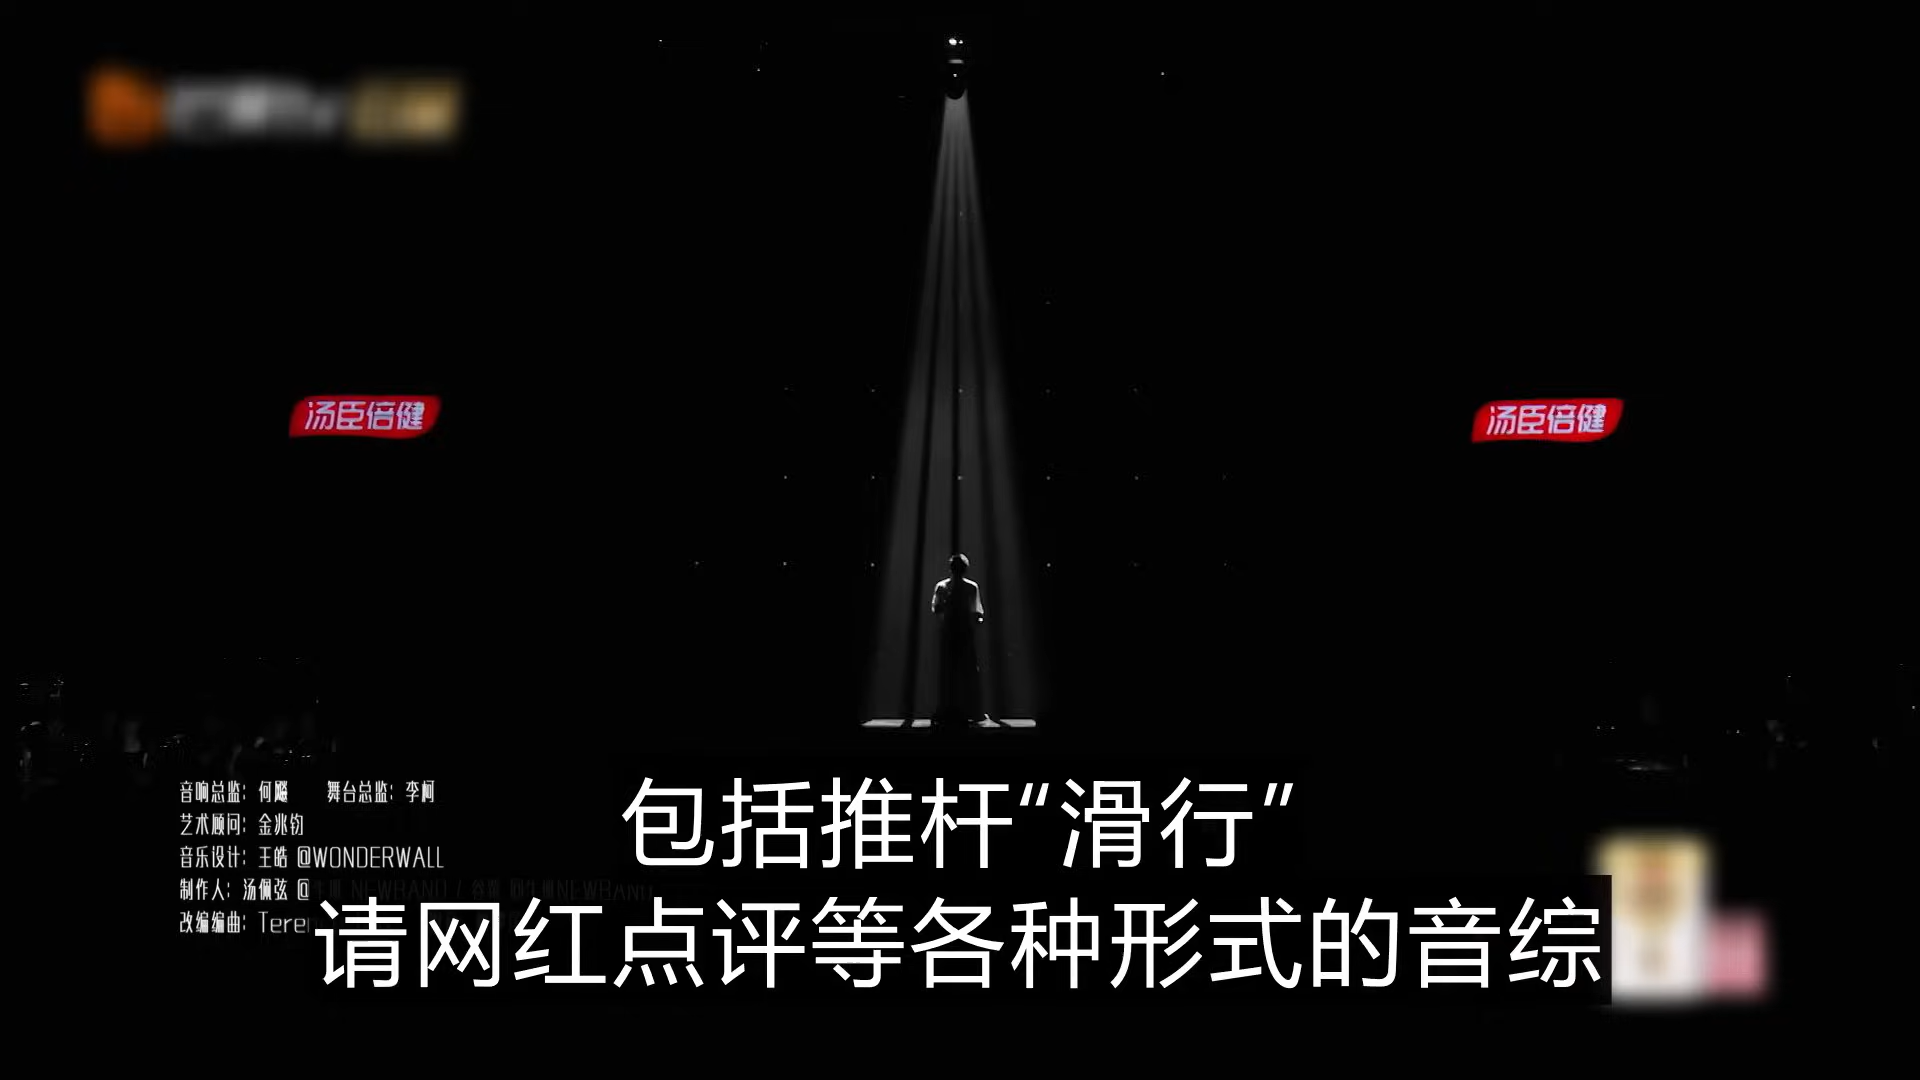 汤臣倍健
汤臣倍健
音响总监：何飚 舞台总监：李柯
艺术顾问：金兆钧
音乐设计：王皓 @WONDERWALL
制作人：汤佩弦 @
改编编曲：Teren
包括推杆“滑行”
请网红点评等各种形式的音综